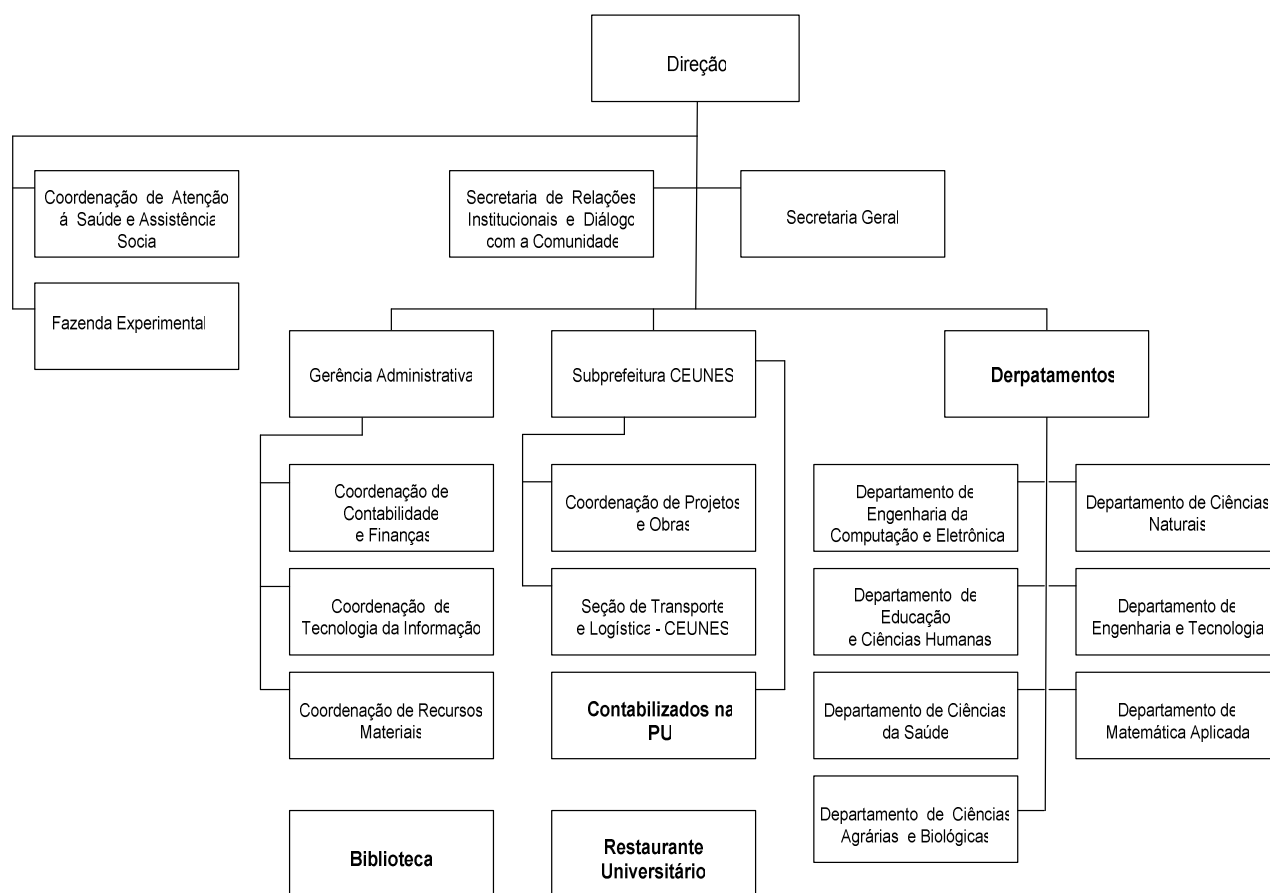 Direção
Coordenação de Atenção
á Saúde e Assistência
Socia
Secretaria de Relações
Institucionais e Diálogo
com a Comunidade
Secretaria Geral
Fazenda Experimental
Gerência Administrativa
Subprefeitura CEUNES
Derpatamentos
Coordenação de
Contabilidade
e Finanças
Coordenação de Projetos
e Obras
Departamento de
Engenharia da
Computação e Eletrônica
Departamento de Ciências
Naturais
Coordenação de
Tecnologia da Informação
Seção de Transporte
e Logística - CEUNES
Departamento de
Educação
e Ciências Humanas
Departamento de
Engenharia e Tecnologia
Coordenação de Recursos
Materiais
Contabilizados na
PU
Departamento de Ciências
da Saúde
Departamento de
Matemática Aplicada
Biblioteca
Restaurante
Universitário
Departamento de Ciências
Agrárias e Biológicas